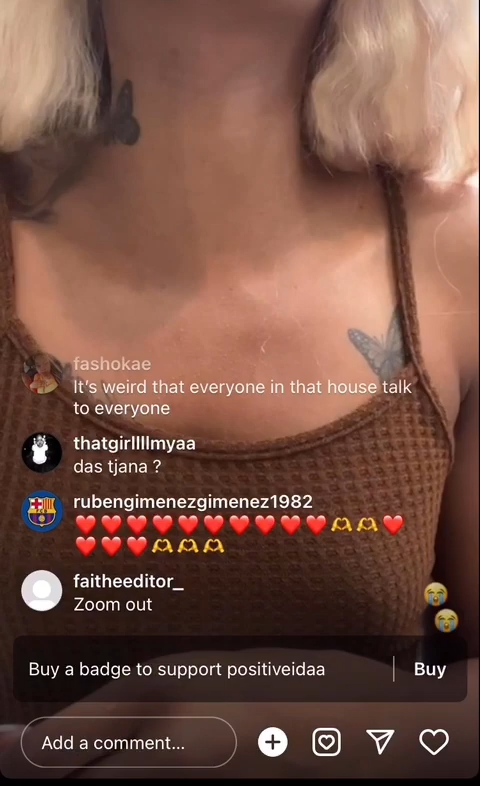 fashokae
It's weird that everyone in that house talk
to everyone
thatgirllllmyaa
das tjana ?
rubengimenezgimenez1982
❤️❤️❤️❤️❤️❤️❤️❤️❤️❤️🫶🫶❤️
❤️❤️❤️🫶🫶🫶
faitheeditor_
Zoom out
Buy a badge to support positiveidaa
Buy
Add a comment...